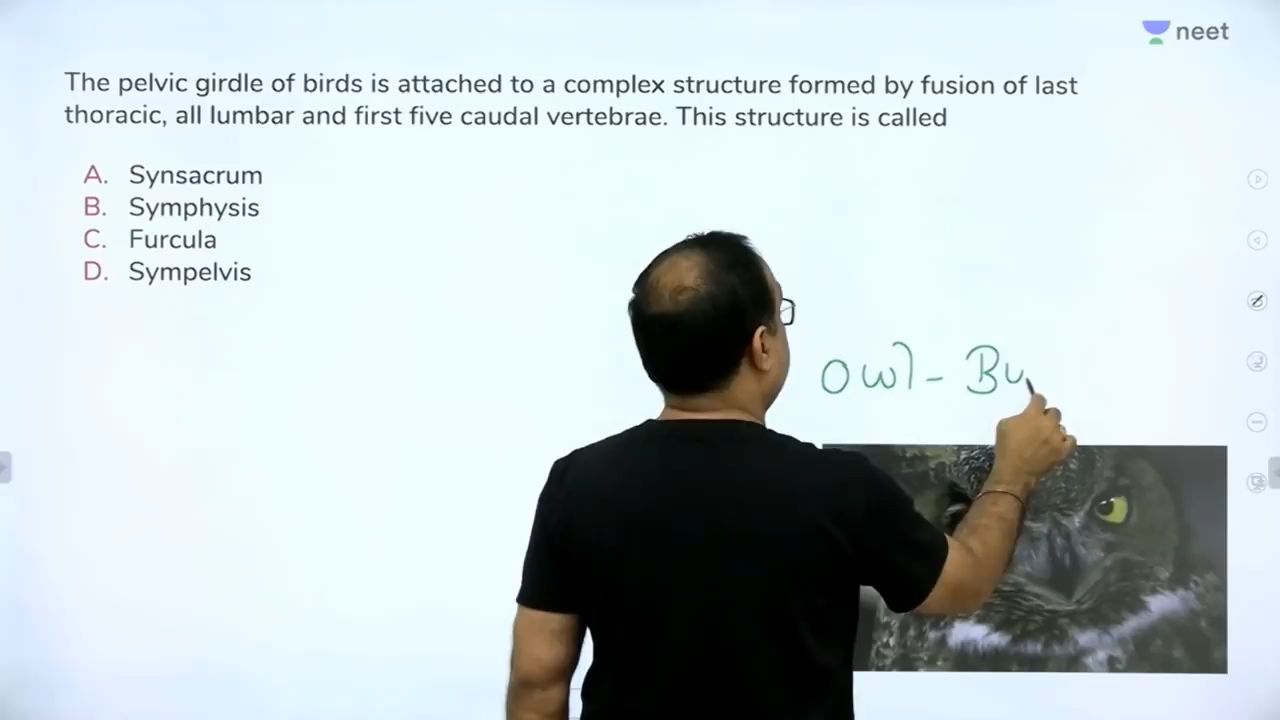 neet
The pelvic girdle of birds is attached to a complex structure formed by fusion of last
thoracic, all lumbar and first five caudal vertebrae. This structure is called
A. Synsacrum
B. Symphysis
C. Furcula
D. Sympelvis
Owl - Bu